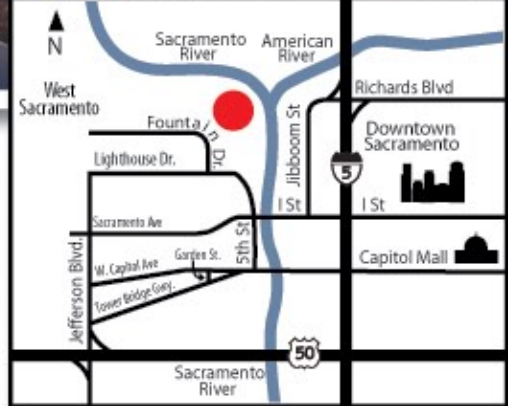 N
Sacramento
River
American
River
West
Sacramento
Richards Blvd
Fountain Dr.
Downtown
Sacramento
Lighthouse Dr.
Jibboom St
5
I St
I St
Sacramento Ave
5th St
Garden St.
Capitol Mall
W. Capital Ave
Jefferson Blvd.
Tower Bridge Gwy.
50
Sacramento
River